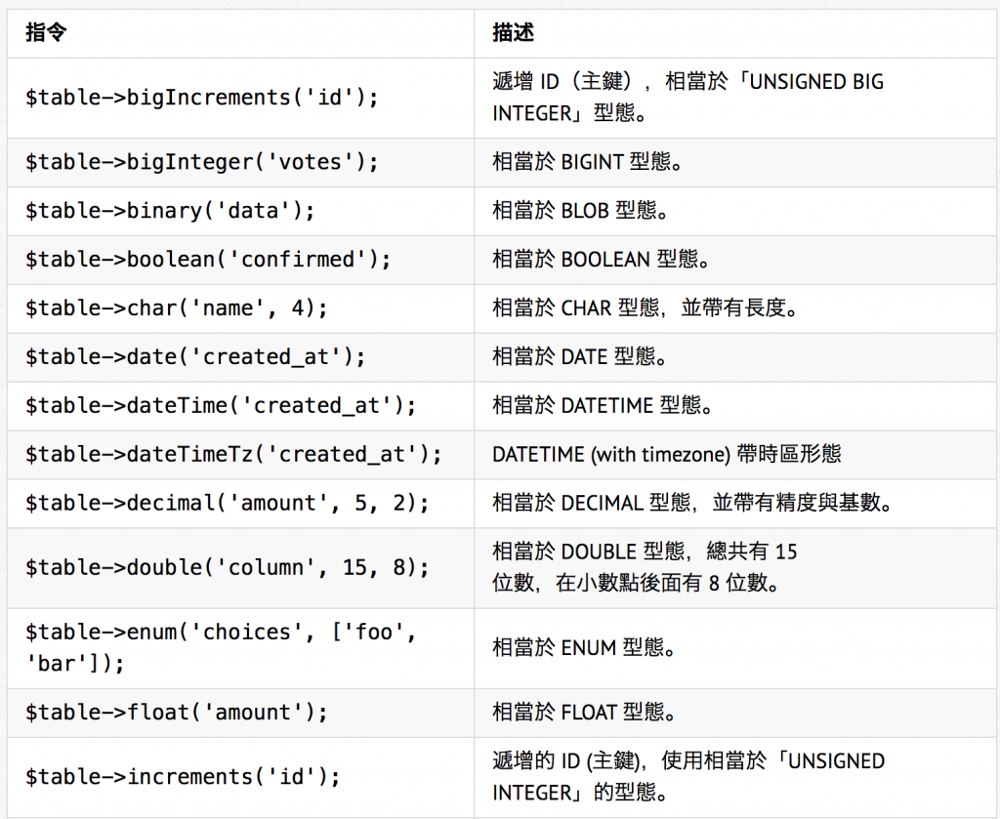 指令
描述
$table->bigIncrements('id');
遞增 ID（主鍵），相當於「UNSIGNED BIG
INTEGER」型態。
$table->bigInteger('votes');
相當於 BIGINT 型態。
$table->binary('data');
相當於 BLOB 型態。
$table->boolean('confirmed');
相當於 BOOLEAN 型態。
$table->char('name', 4);
相當於 CHAR 型態，並帶有長度。
$table->date('created_at');
相當於 DATE 型態。
$table->dateTime('created_at');
相當於 DATETIME 型態。
$table->dateTimeTz('created_at');
DATETIME (with timezone) 帶時區形態
$table->decimal('amount', 5, 2);
相當於 DECIMAL 型態，並帶有精度與基數。
$table->double('column', 15, 8);
相當於 DOUBLE 型態，總共有 15
位數，在小數點後面有 8 位數。
$table->enum('choices', ['foo',
'bar']);
相當於 ENUM 型態。
$table->float('amount');
相當於 FLOAT 型態。
$table->increments('id');
遞增的 ID (主鍵)，使用相當於「UNSIGNED
INTEGER」的型態。